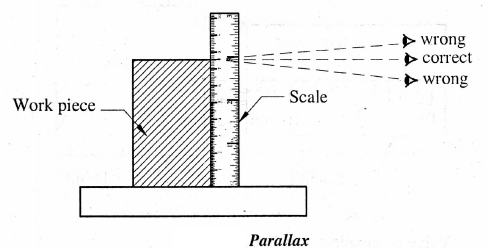 wrong
correct
wrong
Work piece
Scale
Parallax